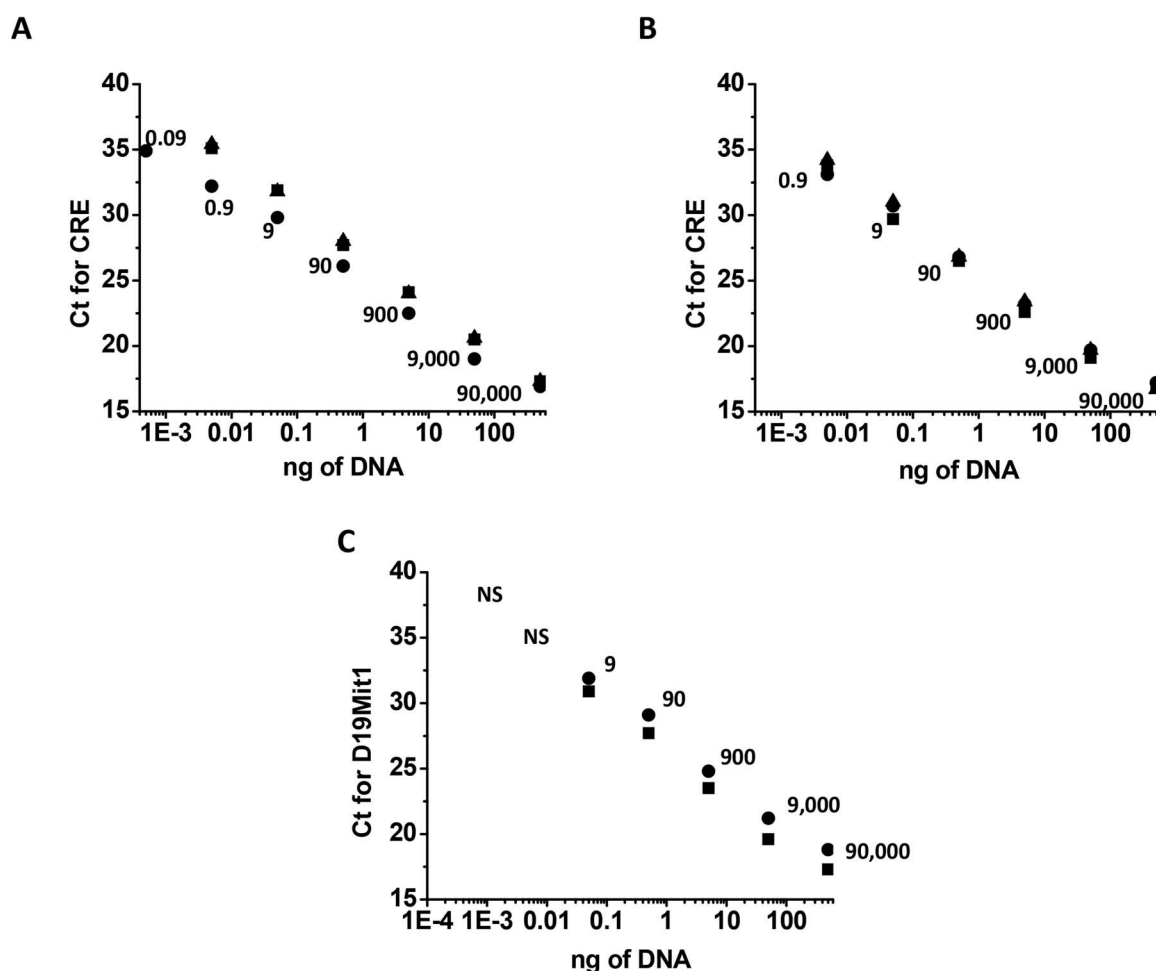 A
40
35
30
25
20
15
Ct for CRE
0.09
0.9
9
90
900
9,000
90,000
1E-3 0.01 0.1 1 10 100
ng of DNA
B
40
35
30
25
20
15
Ct for CRE
0.9
9
90
900
9,000
90,000
1E-3 0.01 0.1 1 10 100
ng of DNA
C
40
35
30
25
20
15
Ct for D19Mit1
NS
NS
9
90
900
9,000
90,000
1E-4 1E-3 0.01 0.1 1 10 100
ng of DNA